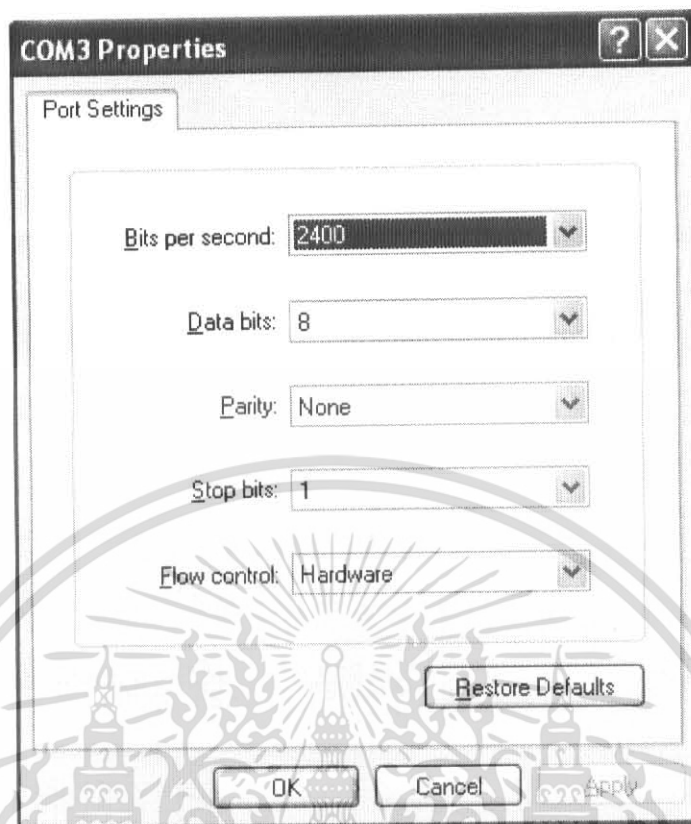 COM3 Properties
Port Settings
Bits per second: 2400
Data bits: 8
Parity: None
Stop bits: 1
Flow control: Hardware
Restore Defaults
OK Cancel Apply